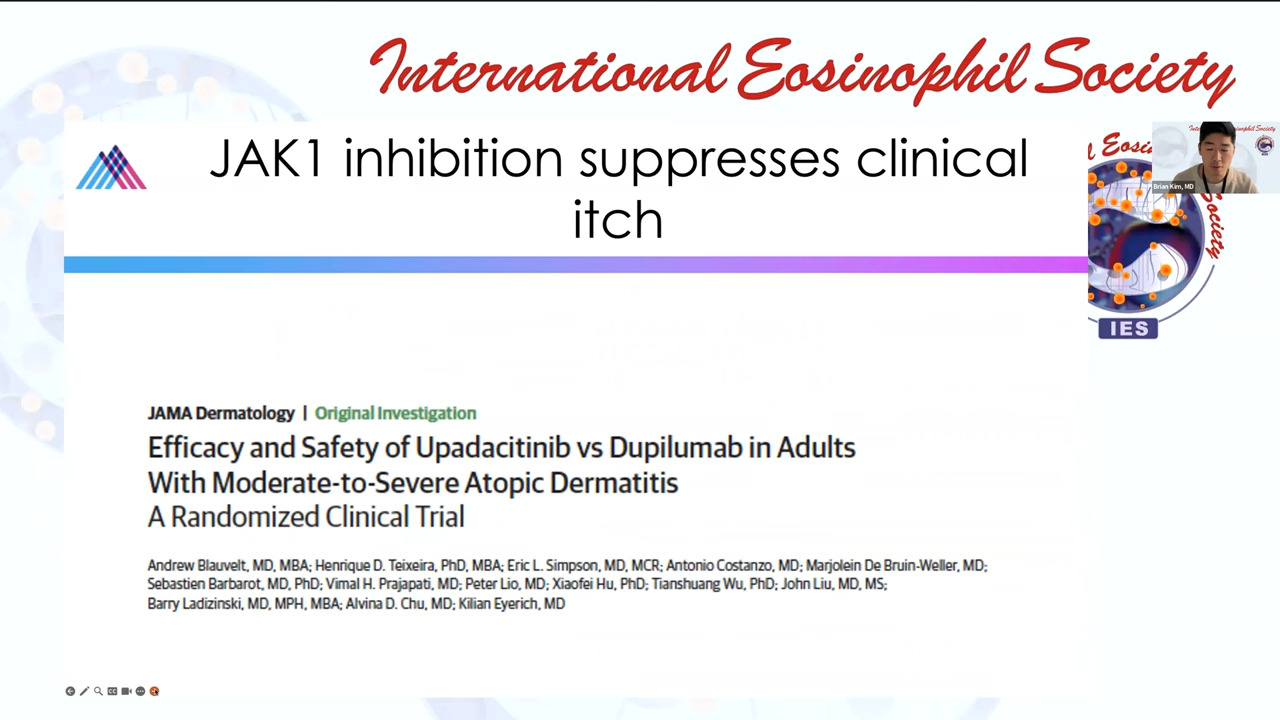 International Eosinophil Society
JAK1 inhibition suppresses clinical
itch
Brian Kim, MD
IES
JAMA Dermatology | Original Investigation
Efficacy and Safety of Upadacitinib vs Dupilumab in Adults
With Moderate-to-Severe Atopic Dermatitis
A Randomized Clinical Trial
Andrew Blauvelt, MD, MBA; Henrique D. Teixeira, PhD, MBA; Eric L. Simpson, MD, MCR; Antonio Costanzo, MD; Marjolein De Bruin-Weller, MD;
Sebastien Barbarot, MD, PhD; Vimal H. Prajapati, MD; Peter Lio, MD; Xiaofei Hu, PhD; Tianshuang Wu, PhD; John Liu, MD, MS;
Barry Ladizinski, MD, MPH, MBA; Alvina D. Chu, MD; Kilian Eyerich, MD